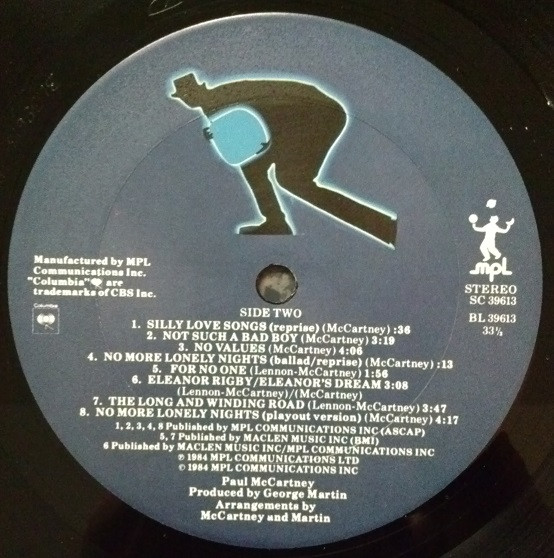 Manufactured by MPL
Communications Inc.
"Columbia" are
trademarks of CBS Inc.
Columbia
mpl
STEREO
SC 39613
BL 39613
33⅓
SIDE TWO
1. SILLY LOVE SONGS (reprise) (McCartney) :36
2. NOT SUCH A BAD BOY (McCartney) 3:19
3. NO VALUES (McCartney) 4:06
4. NO MORE LONELY NIGHTS (ballad/reprise) (McCartney) :13
5. FOR NO ONE (Lennon-McCartney) 1:56
6. ELEANOR RIGBY/ELEANOR'S DREAM 3:08
(Lennon-McCartney)/(McCartney)
7. THE LONG AND WINDING ROAD (Lennon-McCartney) 3:47
8. NO MORE LONELY NIGHTS (playout version) (McCartney) 4:17
1, 2, 3, 4, 8 Published by MPL COMMUNICATIONS INC (ASCAP)
5, 7 Published by MACLEN MUSIC INC (BMI)
6 Published by MACLEN MUSIC INC/MPL COMMUNICATIONS INC
℗ 1984 MPL COMMUNICATIONS LTD
© 1984 MPL COMMUNICATIONS INC
Paul McCartney
Produced by George Martin
Arrangements by
McCartney and Martin